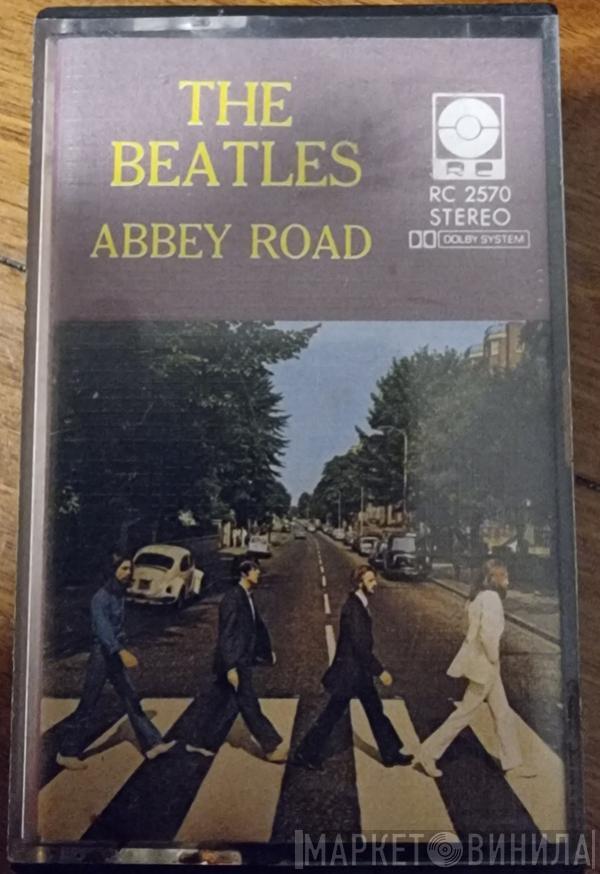 THE
BEATLES
ABBEY ROAD
RC
RC 2570
STEREO
DOLBY SYSTEM
МАРКЕТ ВИНИЛА